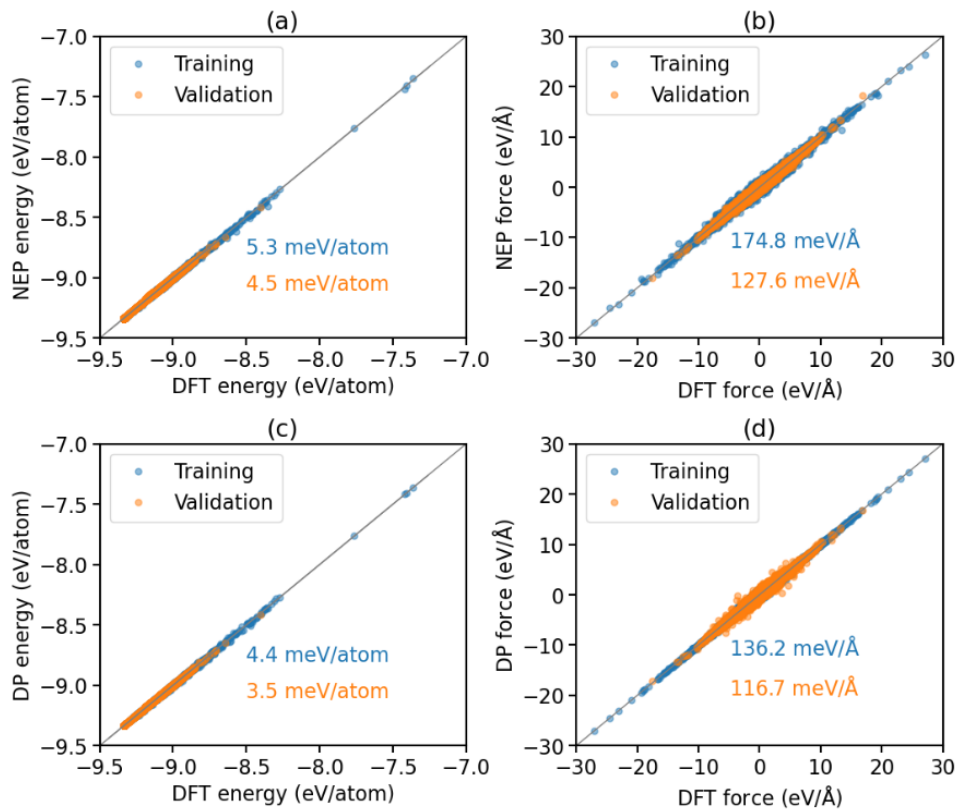 (a)
−7.0
−7.5
−8.0
−8.5
−9.0
−9.5
NEP energy (eV/atom)
Training
Validation
5.3 meV/atom
4.5 meV/atom
−9.5 −9.0 −8.5 −8.0 −7.5 −7.0
DFT energy (eV/atom)
(b)
30
20
10
0
−10
−20
−30
NEP force (eV/Å)
Training
Validation
174.8 meV/Å
127.6 meV/Å
−30 −20 −10 0 10 20 30
DFT force (eV/Å)
(c)
−7.0
−7.5
−8.0
−8.5
−9.0
−9.5
DP energy (eV/atom)
Training
Validation
4.4 meV/atom
3.5 meV/atom
−9.5 −9.0 −8.5 −8.0 −7.5 −7.0
DFT energy (eV/atom)
(d)
30
20
10
0
−10
−20
−30
DP force (eV/Å)
Training
Validation
136.2 meV/Å
116.7 meV/Å
−30 −20 −10 0 10 20 30
DFT force (eV/Å)